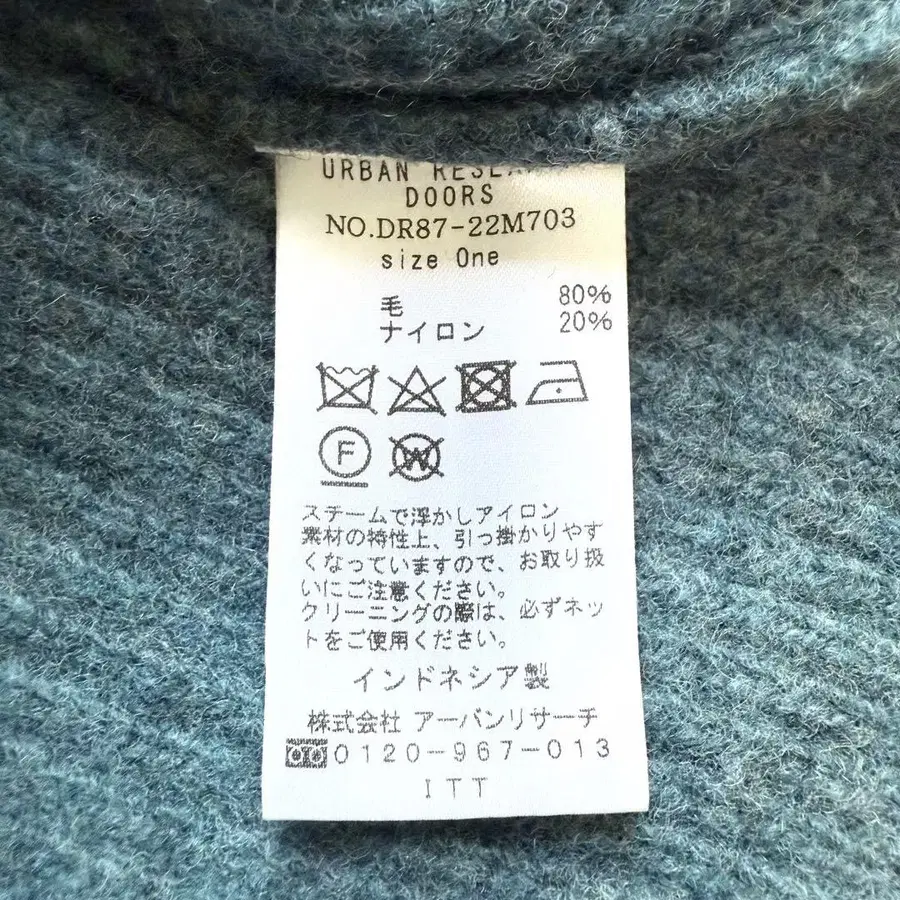 URBAN RESEARCH
DOORS
NO.DR87-22M703
size One
毛 80%
ナイロン 20%
F
W
スチームで浮かしアイロン
素材の特性上、引っ掛かりやす
くなっていますので、お取り扱
いにご注意ください。
クリーニングの際は、必ずネッ
トをご使用ください。
インドネシア製
株式会社 アーバンリサーチ
0120-967-013
ITT